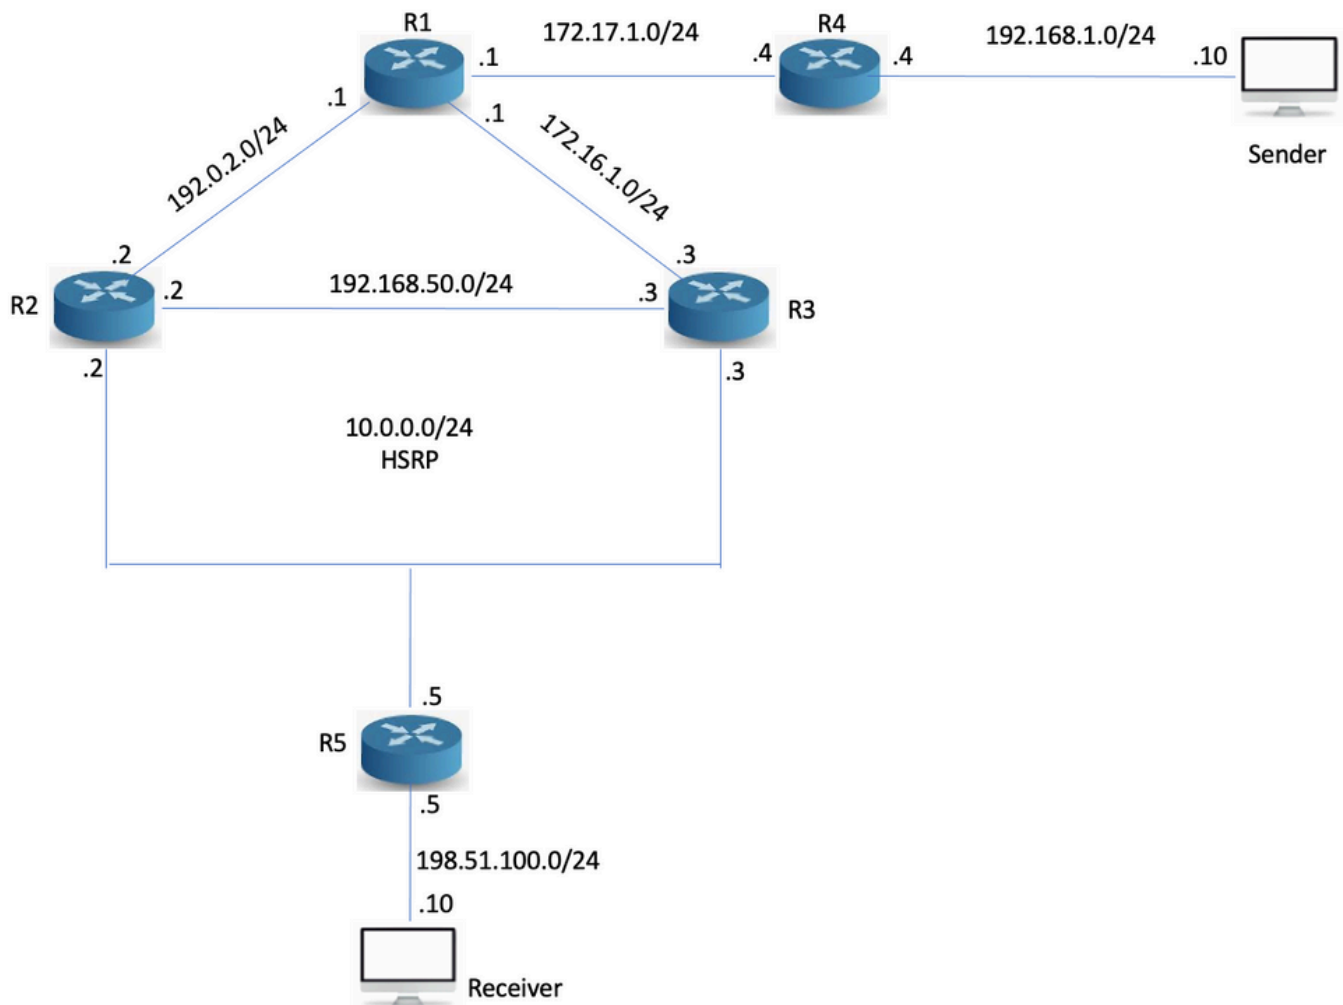 R1
172.17.1.0/24
R4
192.168.1.0/24
.1
.4
.4
.10
.1
.1
192.0.2.0/24
172.16.1.0/24
Sender
.2
.3
R2
.2
192.168.50.0/24
.3
R3
.2
.3
10.0.0.0/24
HSRP
.5
R5
.5
198.51.100.0/24
.10
Receiver